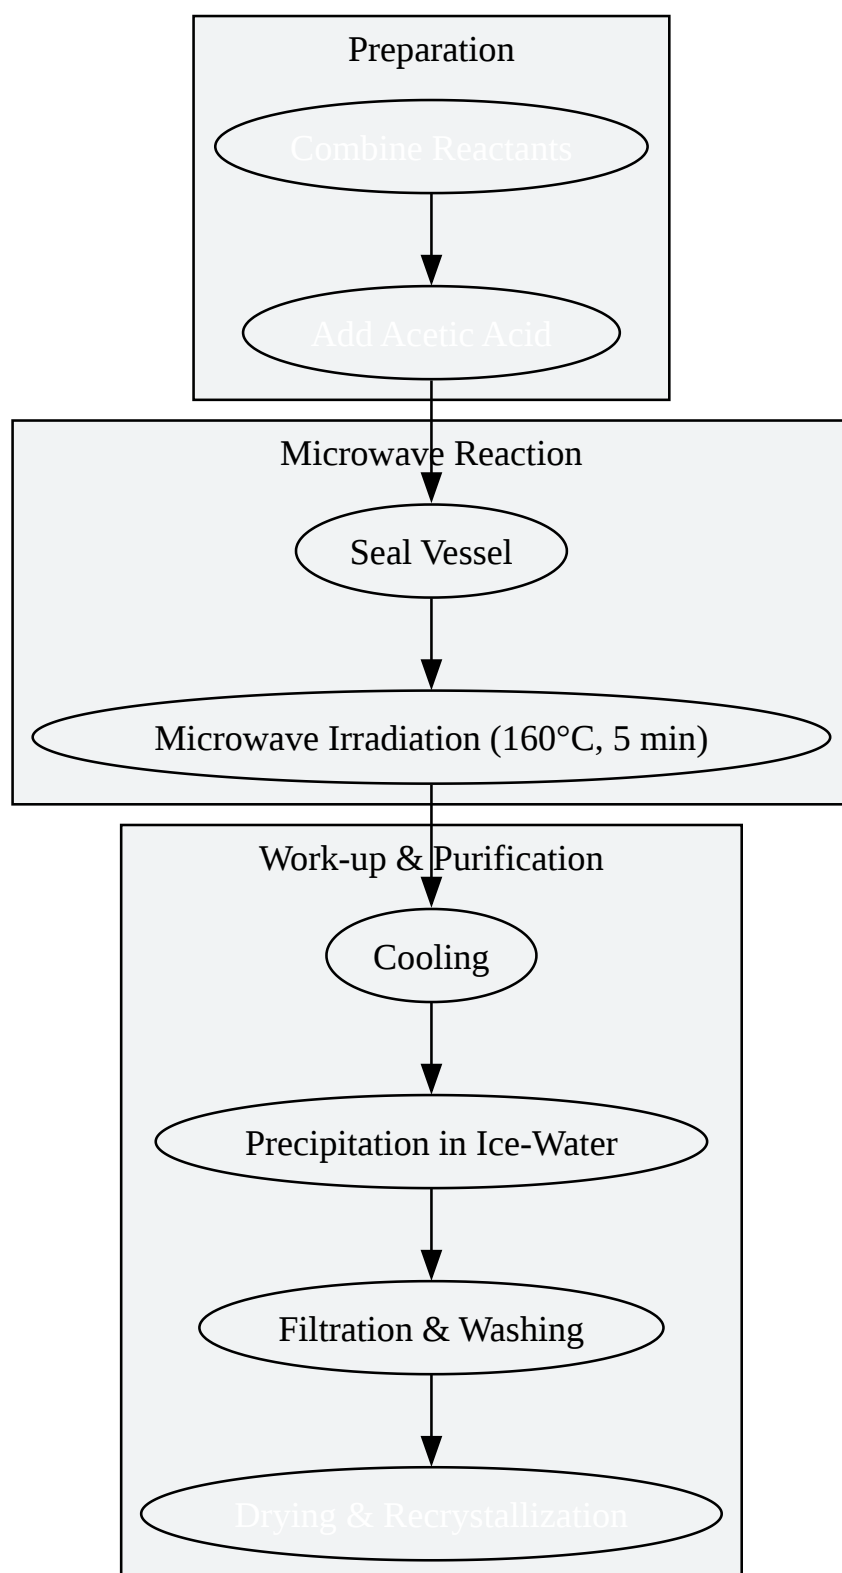 Preparation
Combine Reactants
Add Acetic Acid
Microwave Reaction
Seal Vessel
Microwave Irradiation (160°C, 5 min)
Work-up & Purification
Cooling
Precipitation in Ice-Water
Filtration & Washing
Drying & Recrystallization